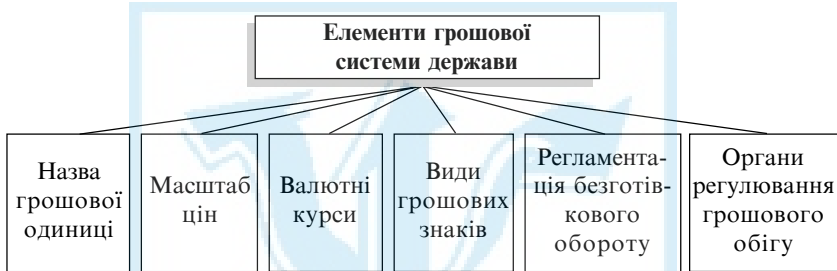 Елементи грошової
системи держави
Назва
грошової
одиниці
Масштаб
цін
Валютні
курси
Види
грошових
знаків
Регламента-
ція безготів-
кового
обороту
Органи
регулювання
грошового
обігу